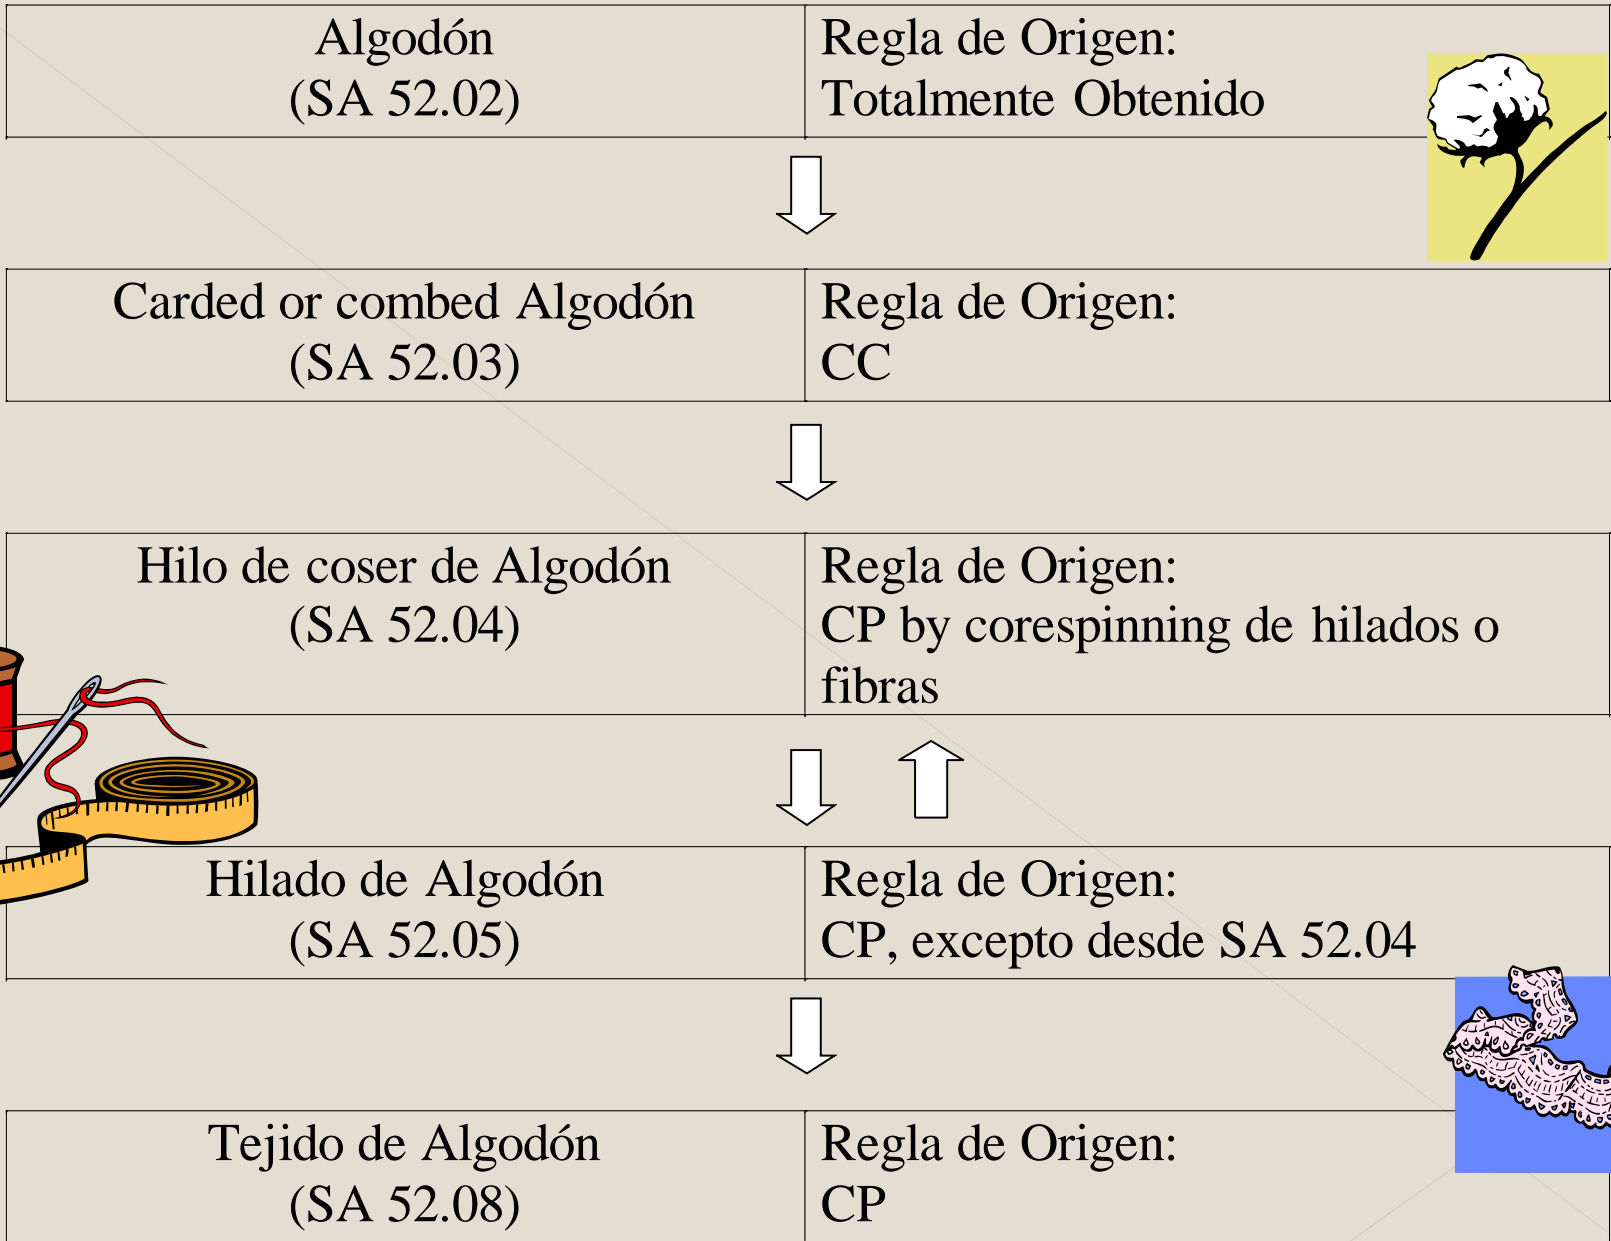 Algodón
(SA 52.02)
Regla de Origen:
Totalmente Obtenido
Carded or combed Algodón
(SA 52.03)
Regla de Origen:
CC
Hilo de coser de Algodón
(SA 52.04)
Regla de Origen:
CP by corespinning de hilados o
fibras
Hilado de Algodón
(SA 52.05)
Regla de Origen:
CP, excepto desde SA 52.04
Tejido de Algodón
(SA 52.08)
Regla de Origen:
CP